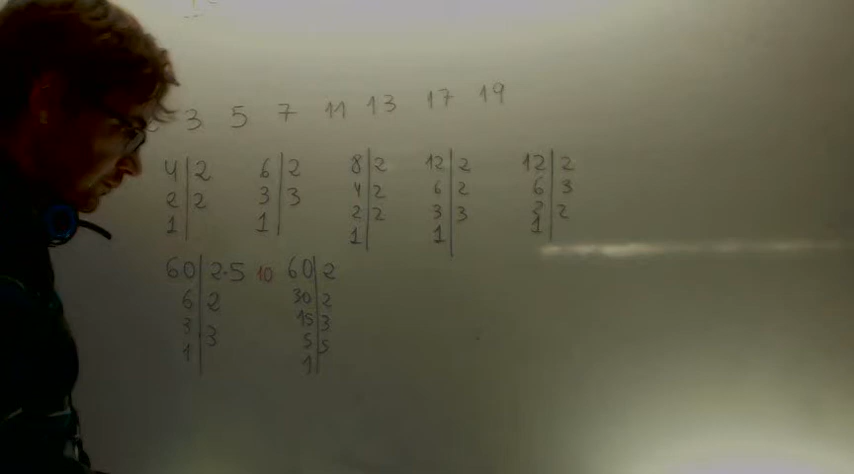 3 5 7 11 13 17 19
4|2 6|2 8|2 12|2 12|2
2|2 3|3 4|2 6|2 6|3
1| 1| 2|2 3|3 2|2
1| 1| 1|
60|2·5 10 60|2
6|2 30|2
3|3 15|3
1| 5|5
1|